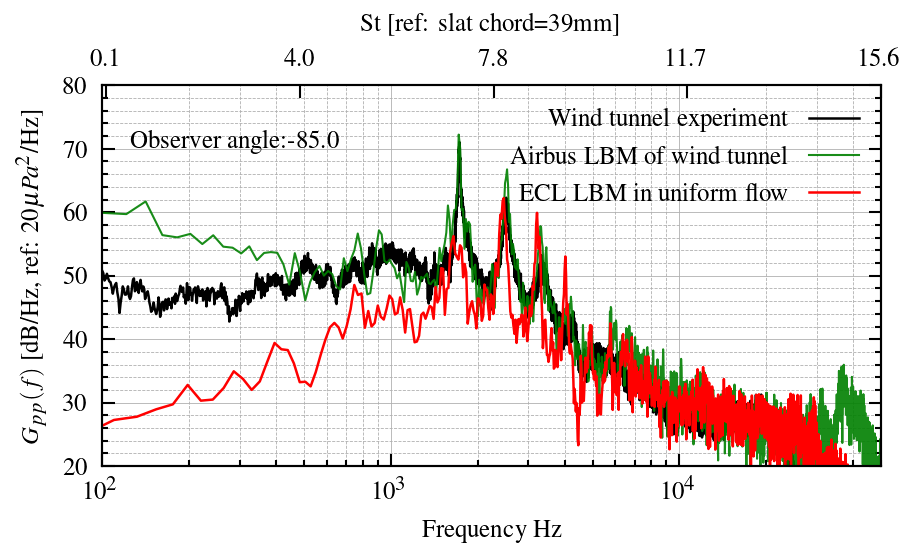 St [ref: slat chord=39mm]
0.1 4.0 7.8 11.7 15.6
80
70
60
50
40
30
20
Observer angle:-85.0
Wind tunnel experiment
Airbus LBM of wind tunnel
ECL LBM in uniform flow
G_{pp}(f) [dB/Hz, ref: 20μPa²/Hz]
10² 10³ 10⁴
Frequency Hz